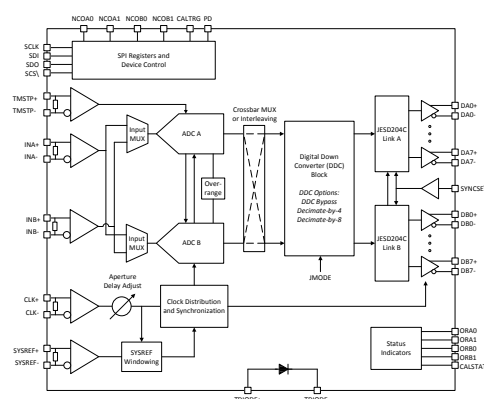 NCOA0 NCOA1 NCOB0 NCOB1 CALTRG PD
SCLK
SDI
SDO
SCS\
SPI Registers and
Device Control
TMSTP+
TMSTP-
INA+
INA-
Input
MUX
ADC A
Crossbar MUX
or Interleaving
Over-
range
INB+
INB-
Input
MUX
ADC B
Digital Down
Converter (DDC)
Block
DDC Options:
DDC Bypass
Decimate-by-4
Decimate-by-8
JMODE
JESD204C
Link A
JESD204C
Link B
DA0+
DA0-
DA7+
DA7-
SYNCSE
DB0+
DB0-
DB7+
DB7-
CLK+
CLK-
Aperture
Delay Adjust
Clock Distribution
and Synchronization
SYSREF+
SYSREF-
SYSREF
Windowing
Status
Indicators
ORA0
ORA1
ORB0
ORB1
CALSTAT